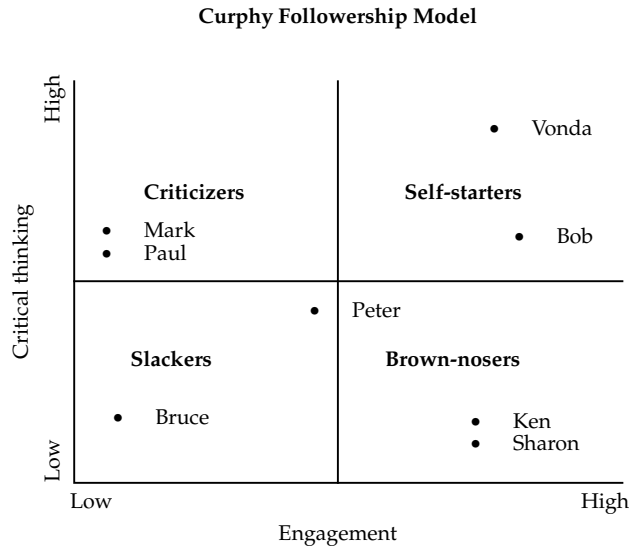 Curphy Followership Model
High
Vonda
Criticizers
Self-starters
Mark
Bob
Paul
Critical thinking
Peter
Slackers
Brown-nosers
Bruce
Ken
Sharon
Low
Low
High
Engagement